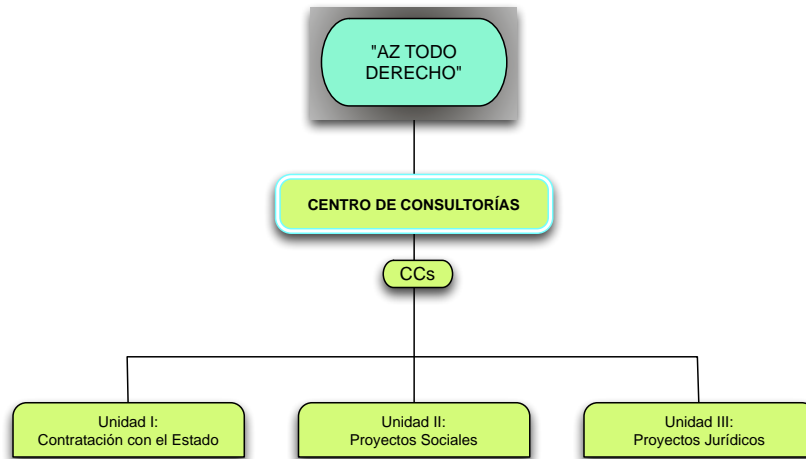 "AZ TODO
DERECHO"
CENTRO DE CONSULTORÍAS
CCs
Unidad I:
Contratación con el Estado
Unidad II:
Proyectos Sociales
Unidad III:
Proyectos Jurídicos